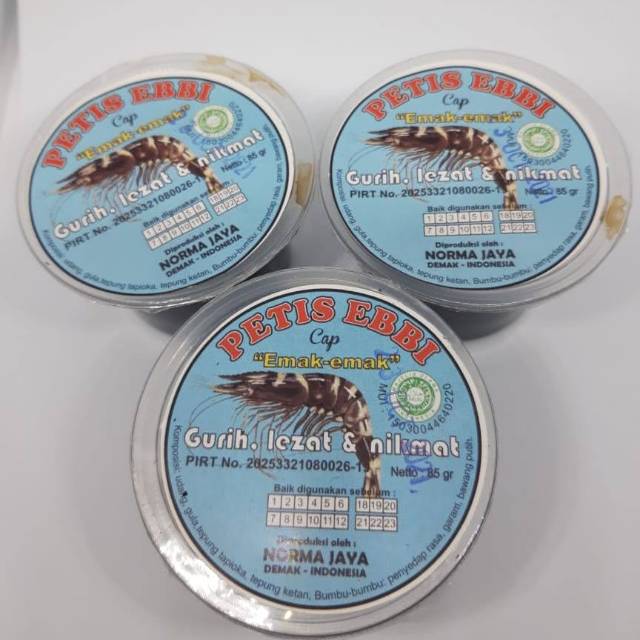 PETIS EBBI
Cap
"Emak-emak"
Gurih, lezat & nikmat
PIRT No. 26253321080026-1
Netto : 85 gr
Baik digunakan sebelum :
1 2 3 4 5 6 18 19 20
7 8 9 10 11 12 21 22 23
Diproduksi oleh :
NORMA JAYA
DEMAK - INDONESIA
PETIS EBBI
Cap
"Emak-emak"
Gurih, lezat & nikmat
PIRT No. 26253321080026-1
Netto : 85 gr
Baik digunakan sebelum :
1 2 3 4 5 6 18 19 20
7 8 9 10 11 12 21 22 23
Diproduksi oleh :
NORMA JAYA
DEMAK - INDONESIA
PETIS EBBI
Cap
"Emak-emak"
Gurih, lezat & nikmat
PIRT No. 26253321080026-1
Netto : 85 gr
Baik digunakan sebelum :
1 2 3 4 5 6 18 19 20
7 8 9 10 11 12 21 22 23
Diproduksi oleh :
NORMA JAYA
DEMAK - INDONESIA
Komposisi: udang, gula, tepung tapioka, tepung ketan, Bumbu-bumbu: penyedap rasa, garam, bawang putih.